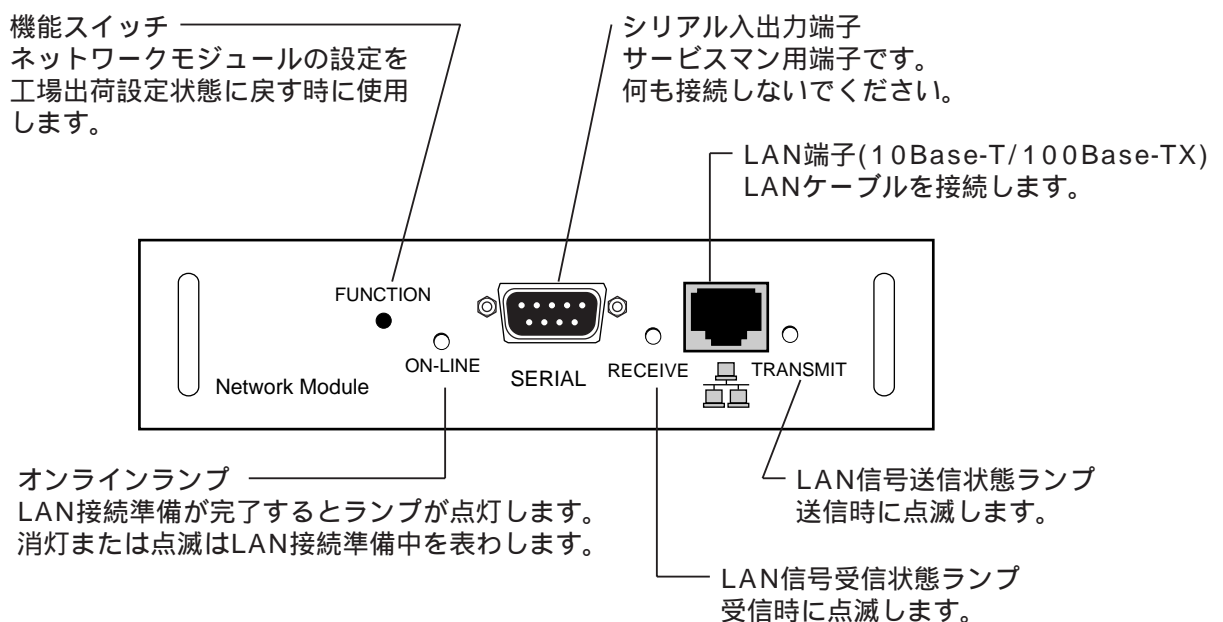 機能スイッチ
ネットワークモジュールの設定を
工場出荷設定状態に戻す時に使用
します。
シリアル入出力端子
サービスマン用端子です。
何も接続しないでください。
LAN端子(10Base-T/100Base-TX)
LANケーブルを接続します。
FUNCTION
ON-LINE
SERIAL
RECEIVE
TRANSMIT
Network Module
オンラインランプ
LAN接続準備が完了するとランプが点灯します。
消灯または点滅はLAN接続準備中を表わします。
LAN信号送信状態ランプ
送信時に点滅します。
LAN信号受信状態ランプ
受信時に点滅します。